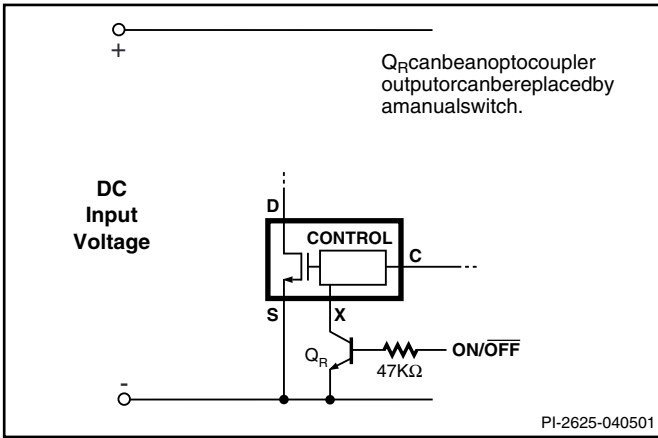 +
QRcanbeanoptocoupler
outputorcanbereplacedby
amanualswitch.
DC
Input
Voltage
D
CONTROL
C
S
X
QR
ON/OFF
47KΩ
-
PI-2625-040501